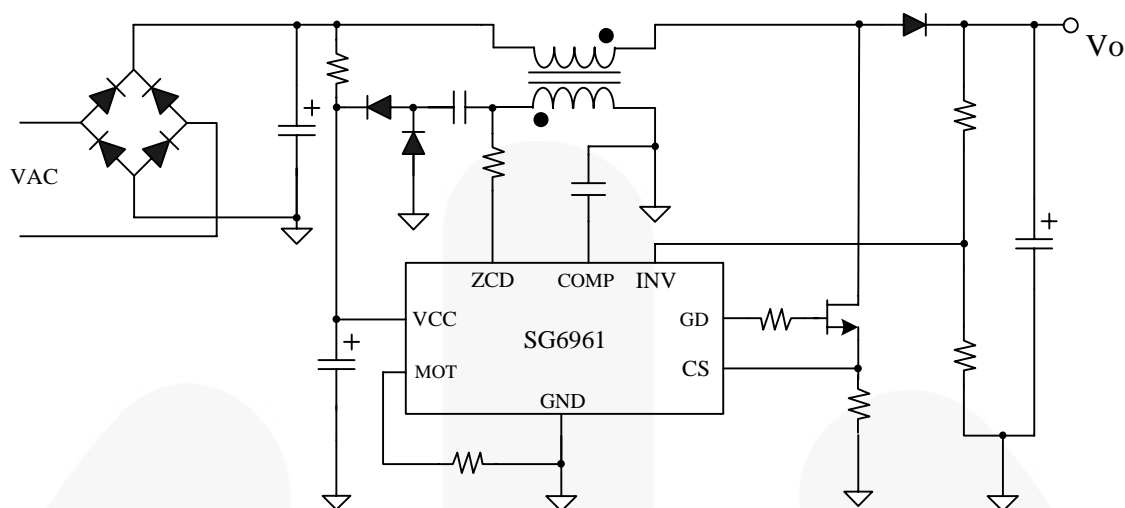 Vo
VAC
ZCD
COMP
INV
VCC
GD
SG6961
MOT
CS
GND